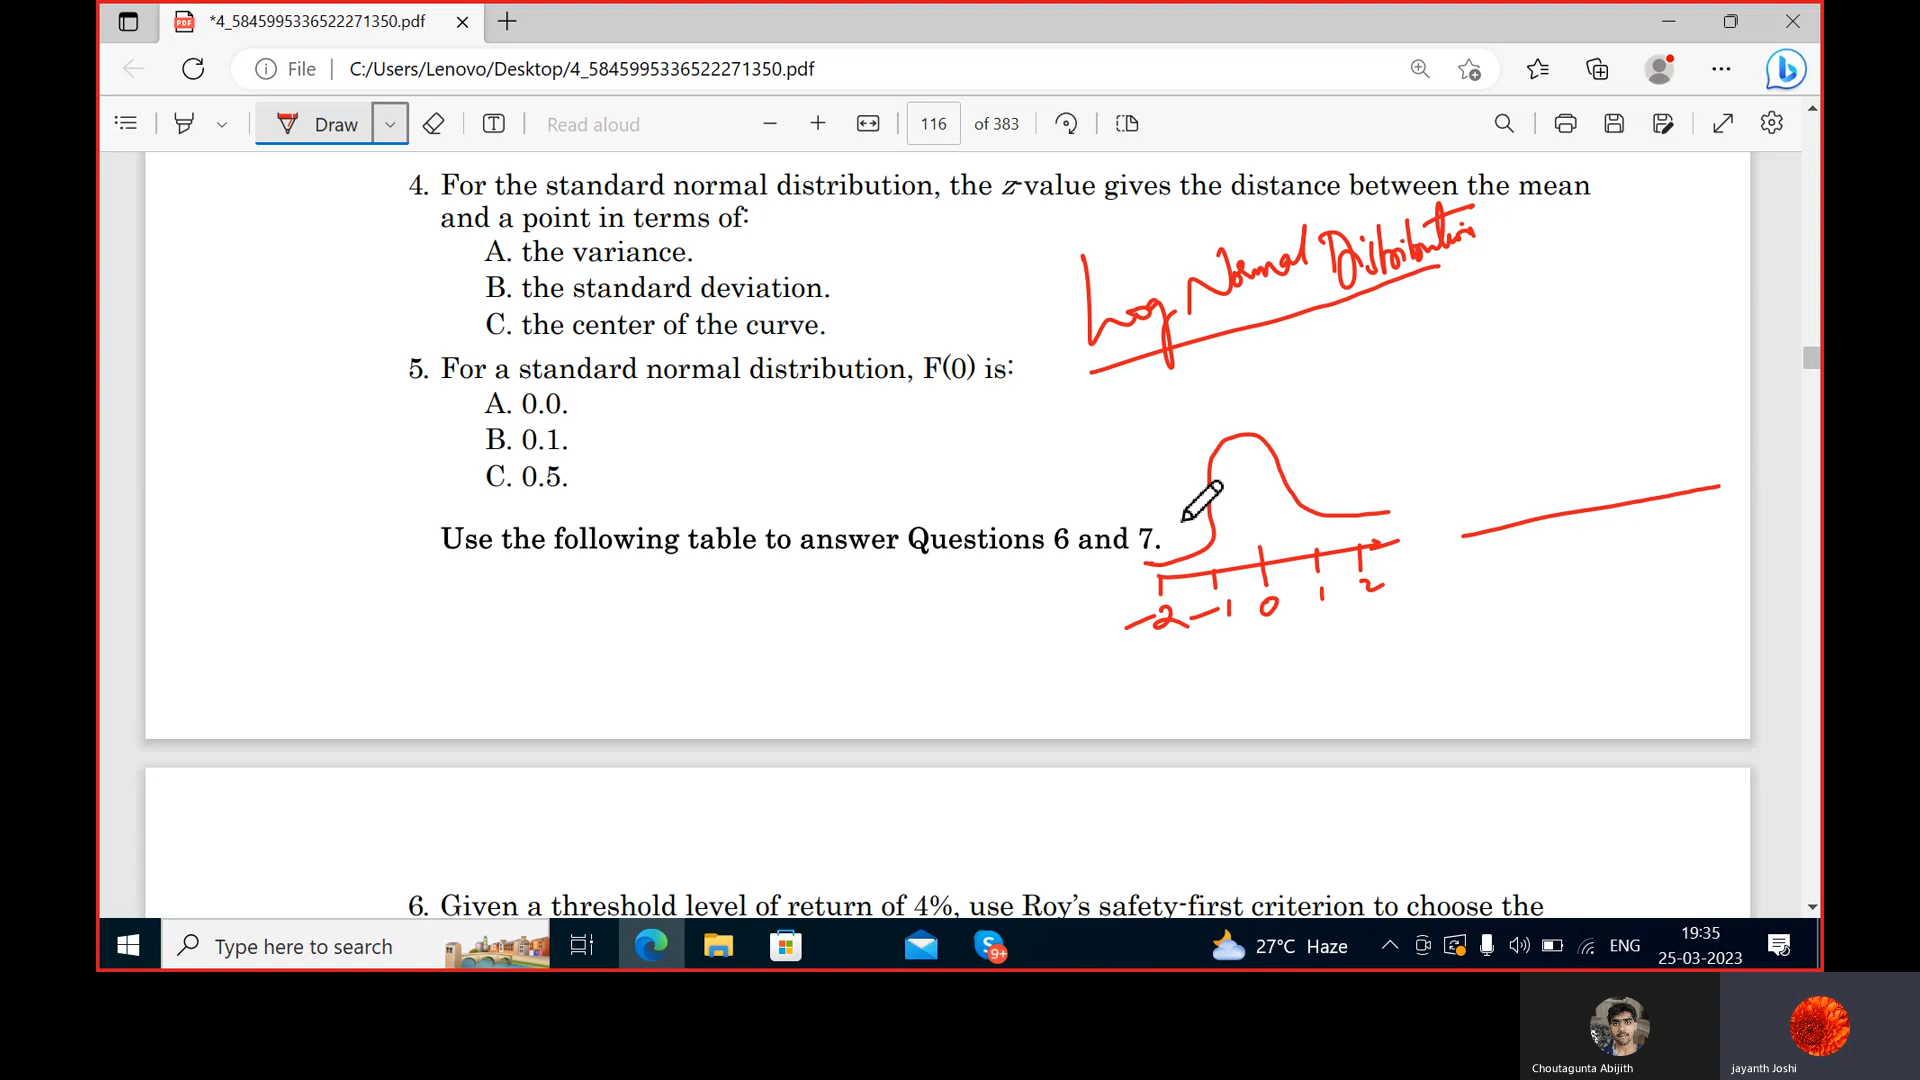 *4_5845995336522271350.pdf
File
C:/Users/Lenovo/Desktop/4_5845995336522271350.pdf
Draw
Read aloud
116 of 383
4. For the standard normal distribution, the z-value gives the distance between the mean
and a point in terms of:
A. the variance.
B. the standard deviation.
C. the center of the curve.
Log Normal Distribution
5. For a standard normal distribution, F(0) is:
A. 0.0.
B. 0.1.
C. 0.5.
Use the following table to answer Questions 6 and 7.
-2 -1 0 1 2
6. Given a threshold level of return of 4%, use Roy's safety-first criterion to choose the
Type here to search
9+
27°C Haze
ENG
19:35
25-03-2023
Choutagunta Abijith
jayanth Joshi